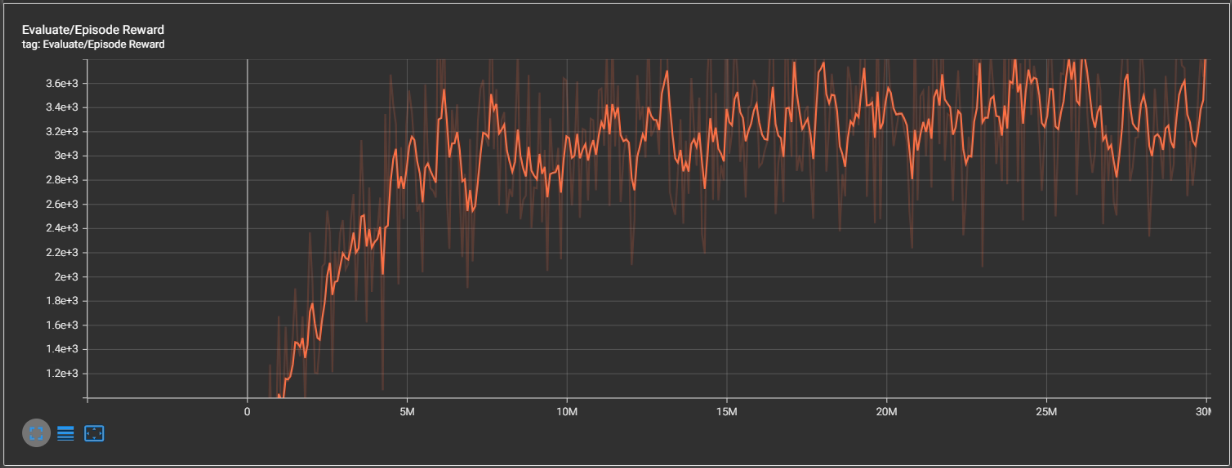 Evaluate/Episode Reward
tag: Evaluate/Episode Reward
3.6e+3
3.4e+3
3.2e+3
3e+3
2.8e+3
2.6e+3
2.4e+3
2.2e+3
2e+3
1.8e+3
1.6e+3
1.4e+3
1.2e+3
0 5M 10M 15M 20M 25M 30M